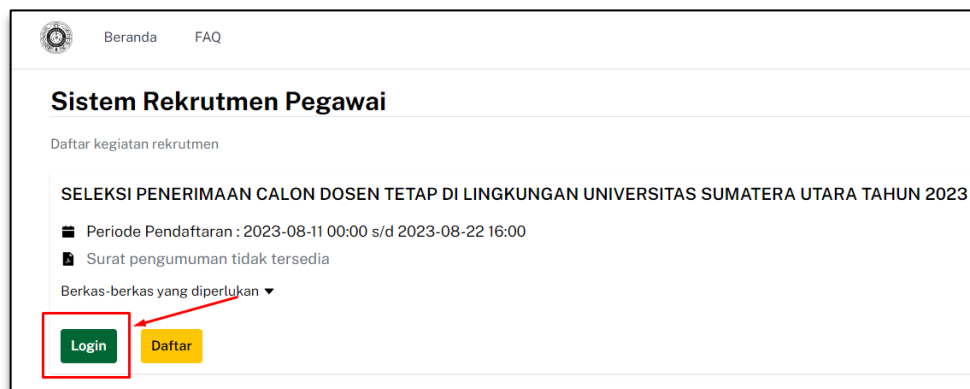 Beranda FAQ
Sistem Rekrutmen Pegawai
Daftar kegiatan rekrutmen
SELEKSI PENERIMAAN CALON DOSEN TETAP DI LINGKUNGAN UNIVERSITAS SUMATERA UTARA TAHUN 2023
Periode Pendaftaran : 2023-08-11 00:00 s/d 2023-08-22 16:00
Surat pengumuman tidak tersedia
Berkas-berkas yang diperlukan
Login Daftar